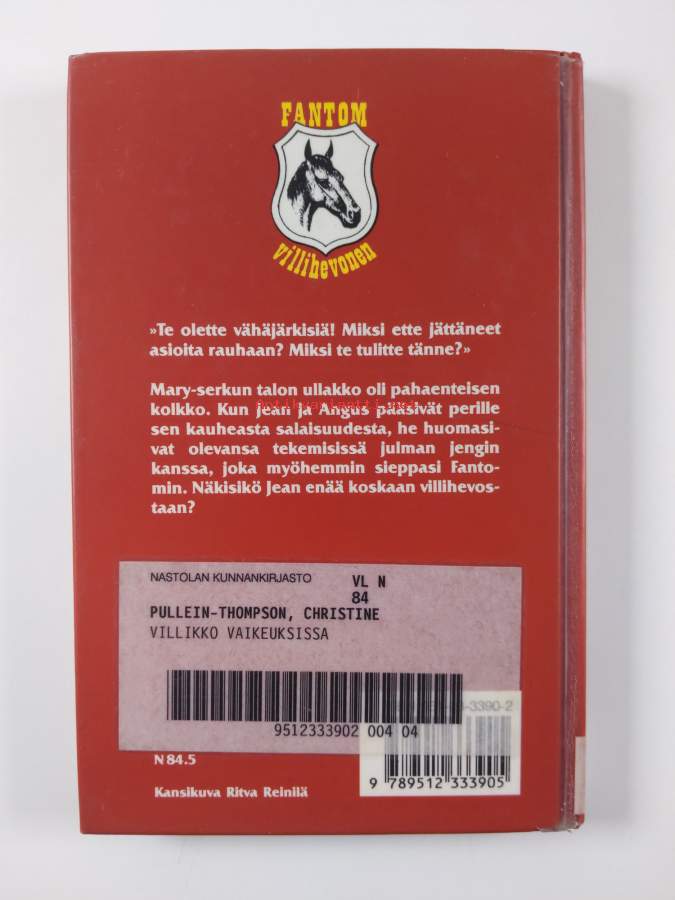 FANTOM
villihevonen
»Te olette vähäjärkisiä! Miksi ette jättäneet
asioita rauhaan? Miksi te tulitte tänne?»
Mary-serkun talon ullakko oli pahaenteisen
kolkko. Kun Jean ja Angus pääsivät perille
sen kauheasta salaisuudesta, he huomasi-
vat olevansa tekemisissä julman jengin
kanssa, joka myöhemmin sieppasi Fanto-
min. Näkisikö Jean enää koskaan villihevos-
taan?
NASTOLAN KUNNANKIRJASTO VL N
84
PULLEIN-THOMPSON, CHRISTINE
VILLIKKO VAIKEUKSISSA
-3390-2
9512333902 004 04
N 84.5
9 789512 333905
Kansikuva Ritva Reinilä